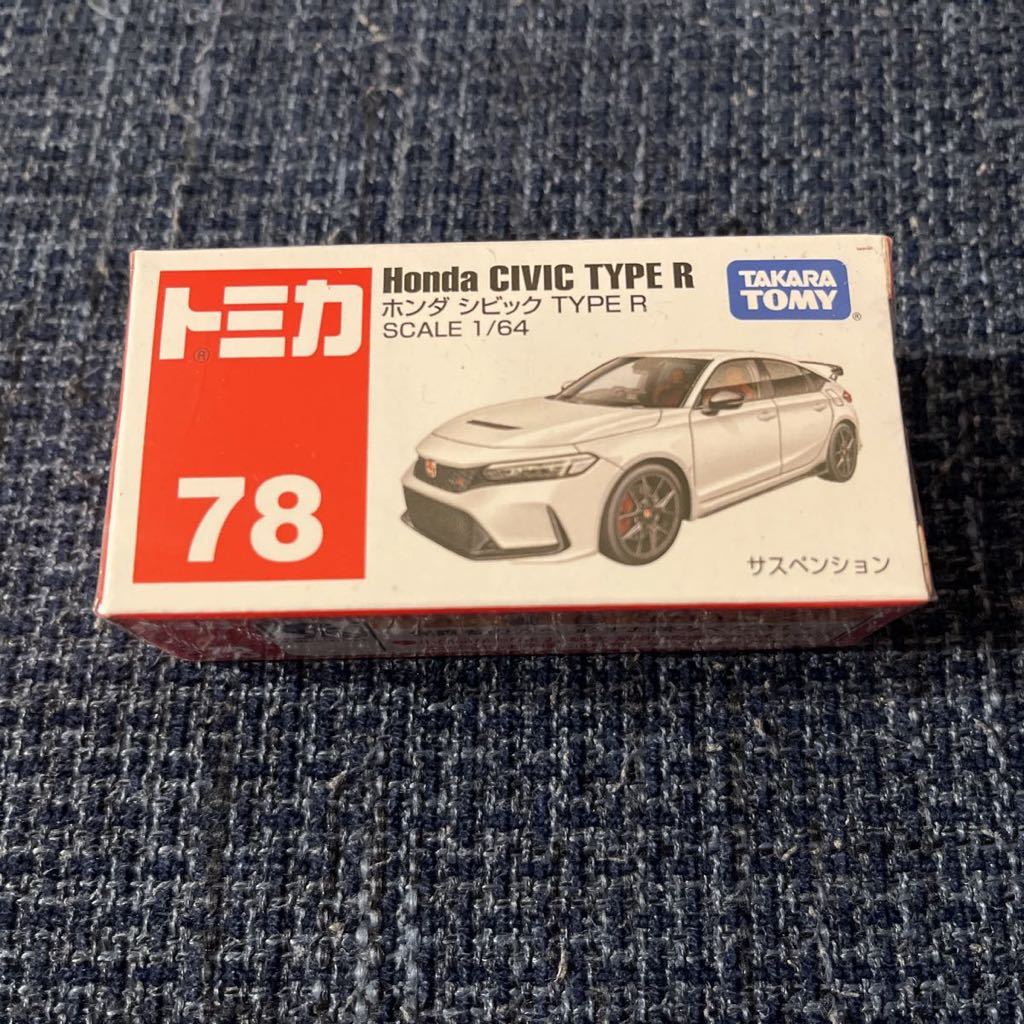 トミカ
®
78
Honda CIVIC TYPE R
ホンダ シビック TYPE R
SCALE 1/64
TAKARA
TOMY
®
サスペンション